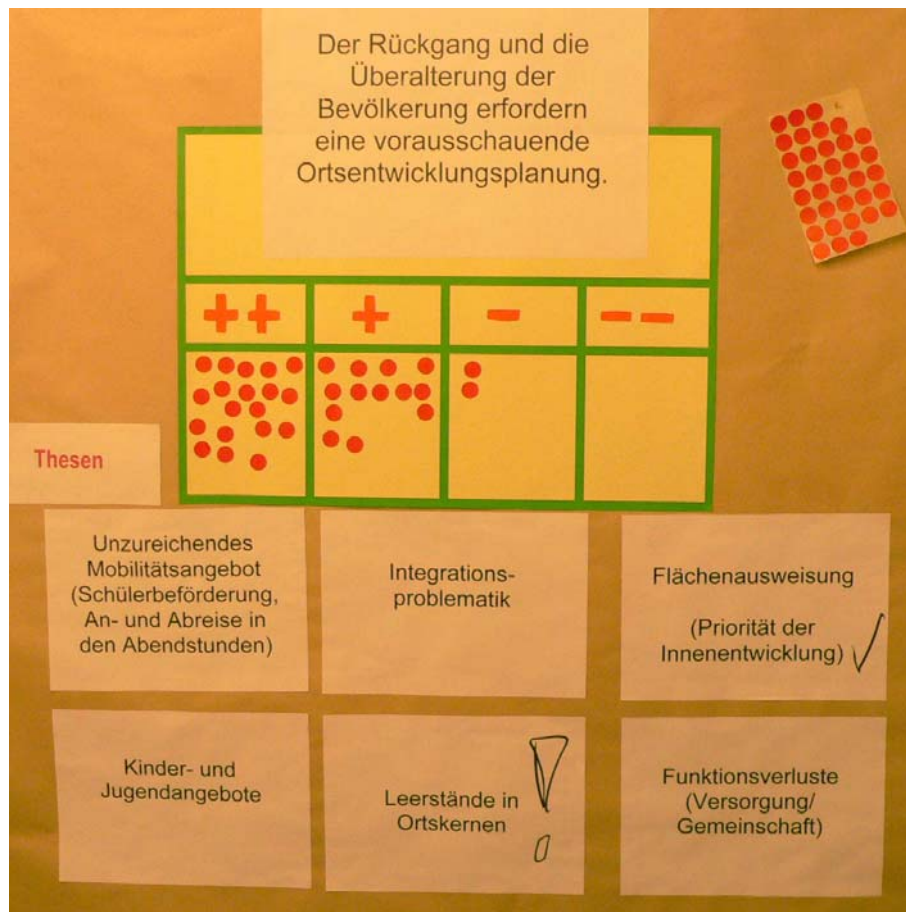 Der Rückgang und die
Überalterung der
Bevölkerung erfordern
eine vorausschauende
Ortsentwicklungsplanung.
++ + - --
Thesen
Unzureichendes
Mobilitätsangebot
(Schülerbeförderung,
An- und Abreise in
den Abendstunden)
Integrations-
problematik
Flächenausweisung
(Priorität der
Innenentwicklung) ✓
Kinder- und
Jugendangebote
Leerstände in
Ortskernen !
Funktionsverluste
(Versorgung/
Gemeinschaft)